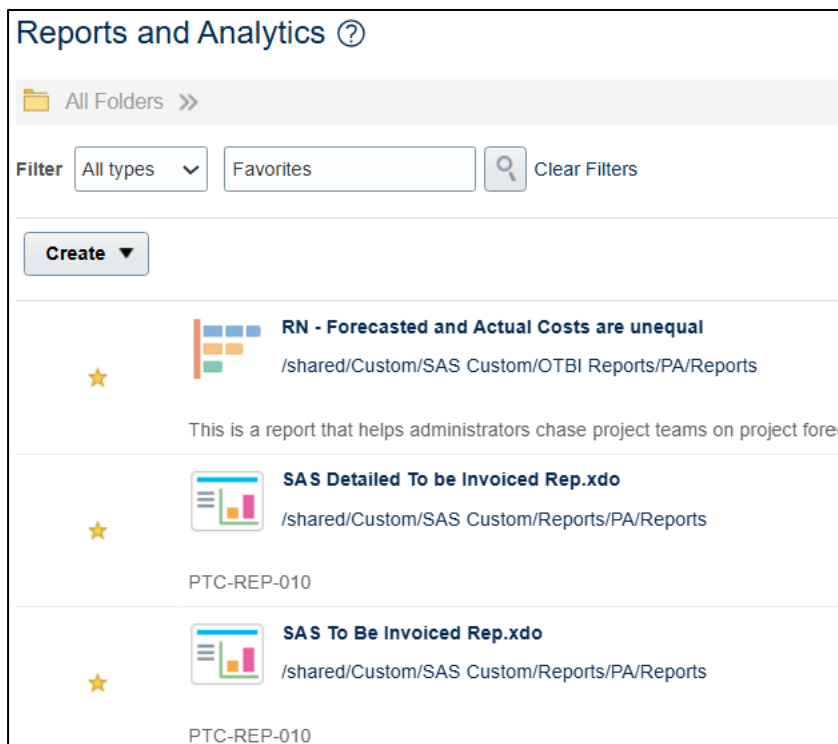 Reports and Analytics ?
All Folders >>
Filter All types Favorites Clear Filters
Create
RN - Forecasted and Actual Costs are unequal
/shared/Custom/SAS Custom/OTBI Reports/PA/Reports
This is a report that helps administrators chase project teams on project fore
SAS Detailed To be Invoiced Rep.xdo
/shared/Custom/SAS Custom/Reports/PA/Reports
PTC-REP-010
SAS To Be Invoiced Rep.xdo
/shared/Custom/SAS Custom/Reports/PA/Reports
PTC-REP-010